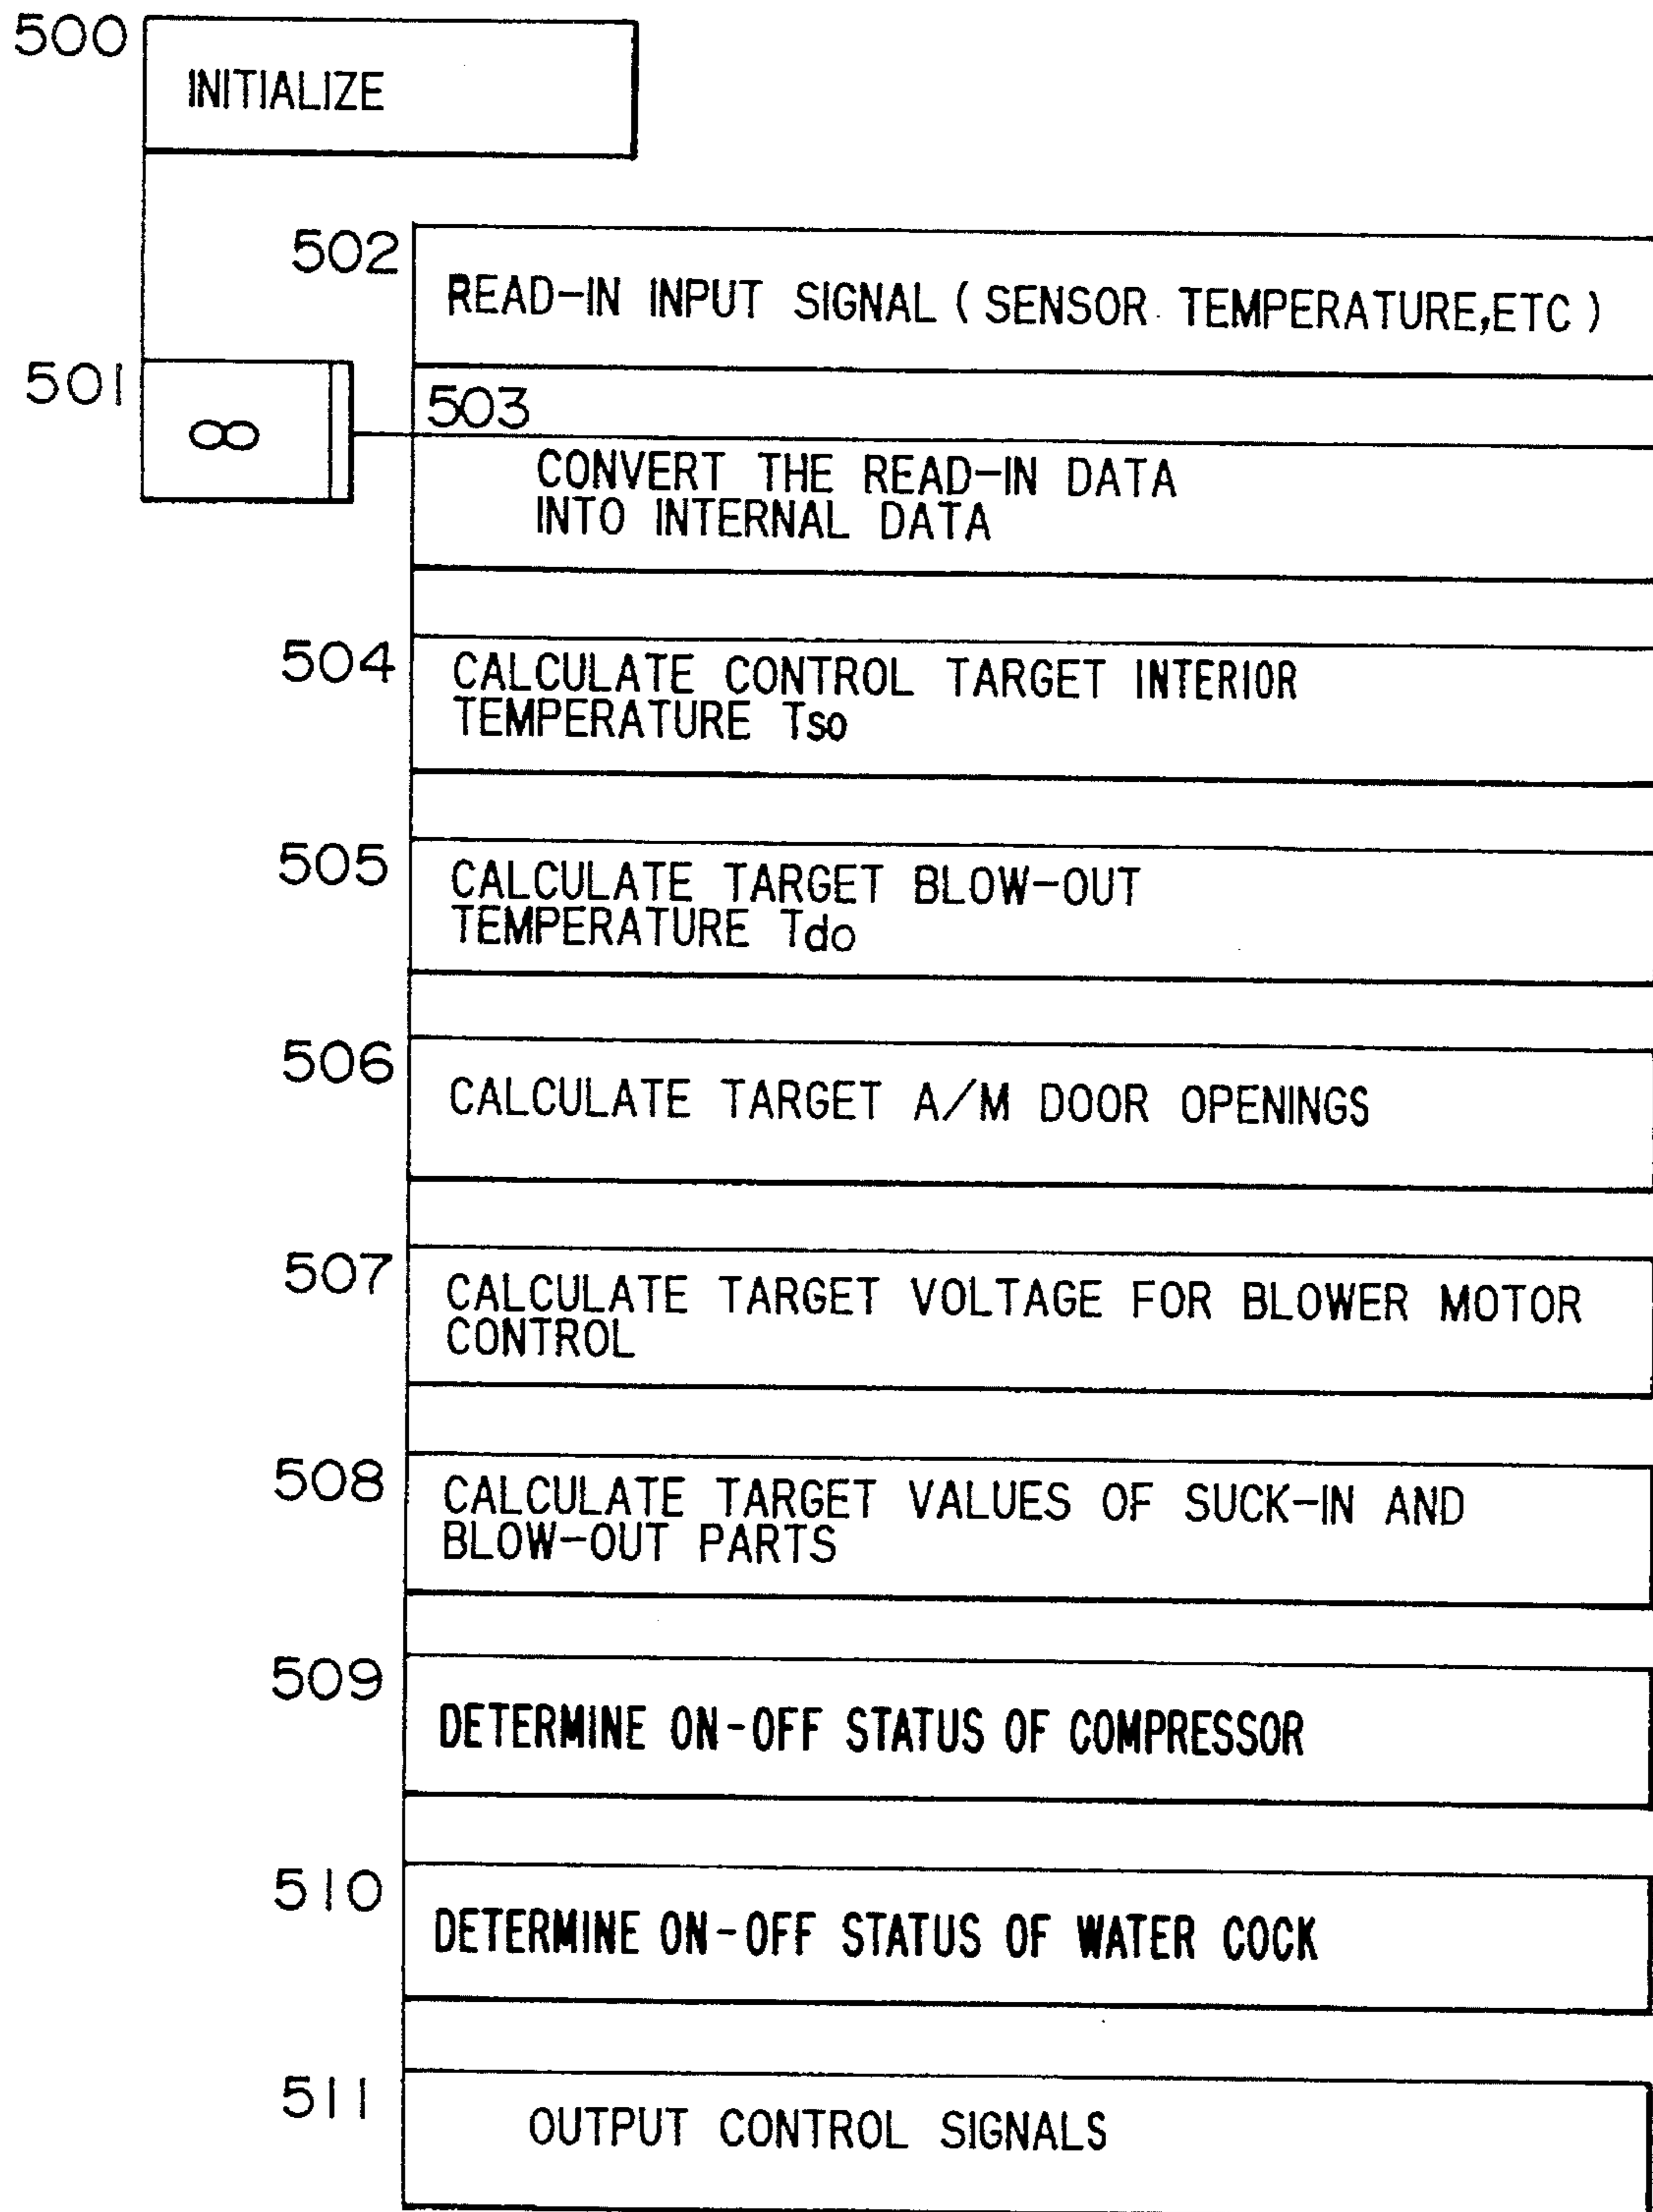 500
INITIALIZE
502
READ-IN INPUT SIGNAL ( SENSOR TEMPERATURE,ETC )
501
∞
503
CONVERT THE READ-IN DATA
INTO INTERNAL DATA
504
CALCULATE CONTROL TARGET INTERIOR
TEMPERATURE Tso
505
CALCULATE TARGET BLOW-OUT
TEMPERATURE Tdo
506
CALCULATE TARGET A/M DOOR OPENINGS
507
CALCULATE TARGET VOLTAGE FOR BLOWER MOTOR
CONTROL
508
CALCULATE TARGET VALUES OF SUCK-IN AND
BLOW-OUT PARTS
509
DETERMINE ON-OFF STATUS OF COMPRESSOR
510
DETERMINE ON-OFF STATUS OF WATER COCK
511
OUTPUT CONTROL SIGNALS